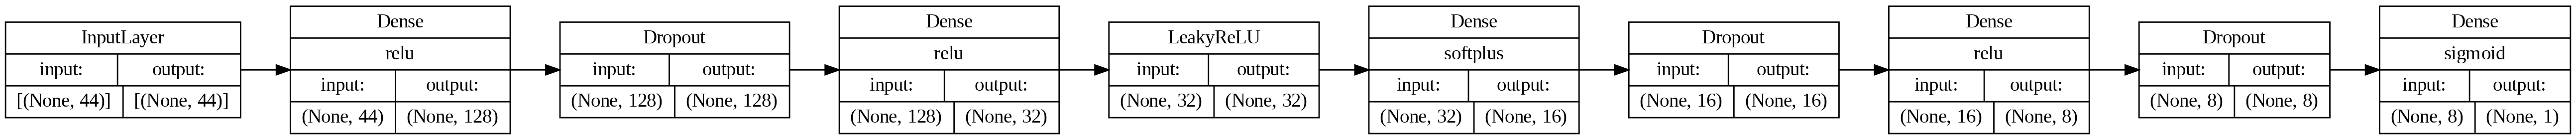 InputLayer
input: output:
[(None, 44)] [(None, 44)]
Dense
relu
input: output:
(None, 44) (None, 128)
Dropout
input: output:
(None, 128) (None, 128)
Dense
relu
input: output:
(None, 128) (None, 32)
LeakyReLU
input: output:
(None, 32) (None, 32)
Dense
softplus
input: output:
(None, 32) (None, 16)
Dropout
input: output:
(None, 16) (None, 16)
Dense
relu
input: output:
(None, 16) (None, 8)
Dropout
input: output:
(None, 8) (None, 8)
Dense
sigmoid
input: output:
(None, 8) (None, 1)